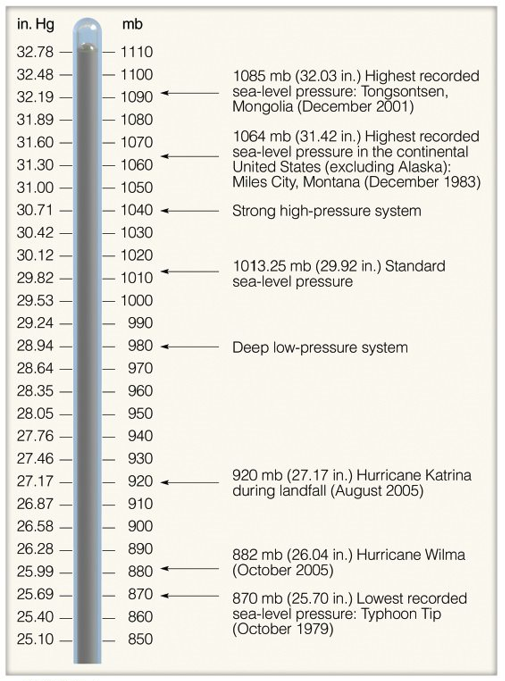 in. Hg mb
32.78 1110
32.48 1100
32.19 1090
31.89 1080
31.60 1070
31.30 1060
31.00 1050
30.71 1040
30.42 1030
30.12 1020
29.82 1010
29.53 1000
29.24 990
28.94 980
28.64 970
28.35 960
28.05 950
27.76 940
27.46 930
27.17 920
26.87 910
26.58 900
26.28 890
25.99 880
25.69 870
25.40 860
25.10 850
1085 mb (32.03 in.) Highest recorded
sea-level pressure: Tongsontsen,
Mongolia (December 2001)
1064 mb (31.42 in.) Highest recorded
sea-level pressure in the continental
United States (excluding Alaska):
Miles City, Montana (December 1983)
Strong high-pressure system
1013.25 mb (29.92 in.) Standard
sea-level pressure
Deep low-pressure system
920 mb (27.17 in.) Hurricane Katrina
during landfall (August 2005)
882 mb (26.04 in.) Hurricane Wilma
(October 2005)
870 mb (25.70 in.) Lowest recorded
sea-level pressure: Typhoon Tip
(October 1979)